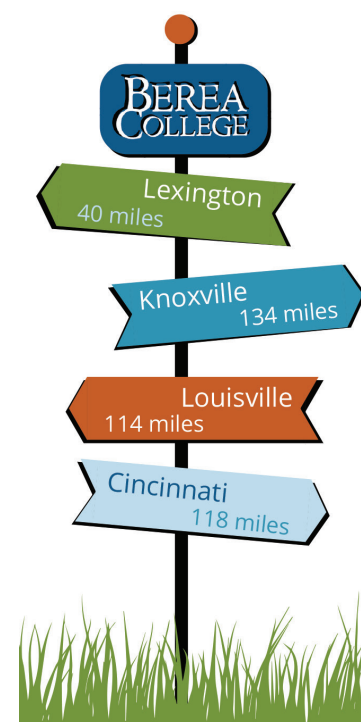 BEREA
COLLEGE
Lexington
40 miles
Knoxville
134 miles
Louisville
114 miles
Cincinnati
118 miles